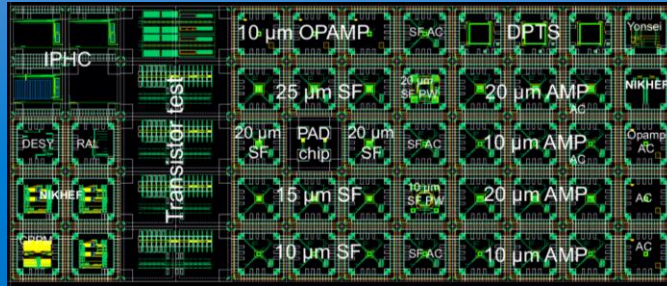 IPHC
Transistor test
10 µm OPAMP
SF AC
DPTS
Yonsei
25 µm SF
20 µm
SF PW
20 µm AMP
AC
NIKHEF
DESY
RAL
20 µm
SF
PAD
chip
20 µm
SF
SF AC
10 µm AMP
AC
Opamp
AC
NIKHEF
15 µm SF
10 µm
SF PW
20 µm AMP
AC
CPPM
10 µm SF
SF AC
10 µm AMP
AC